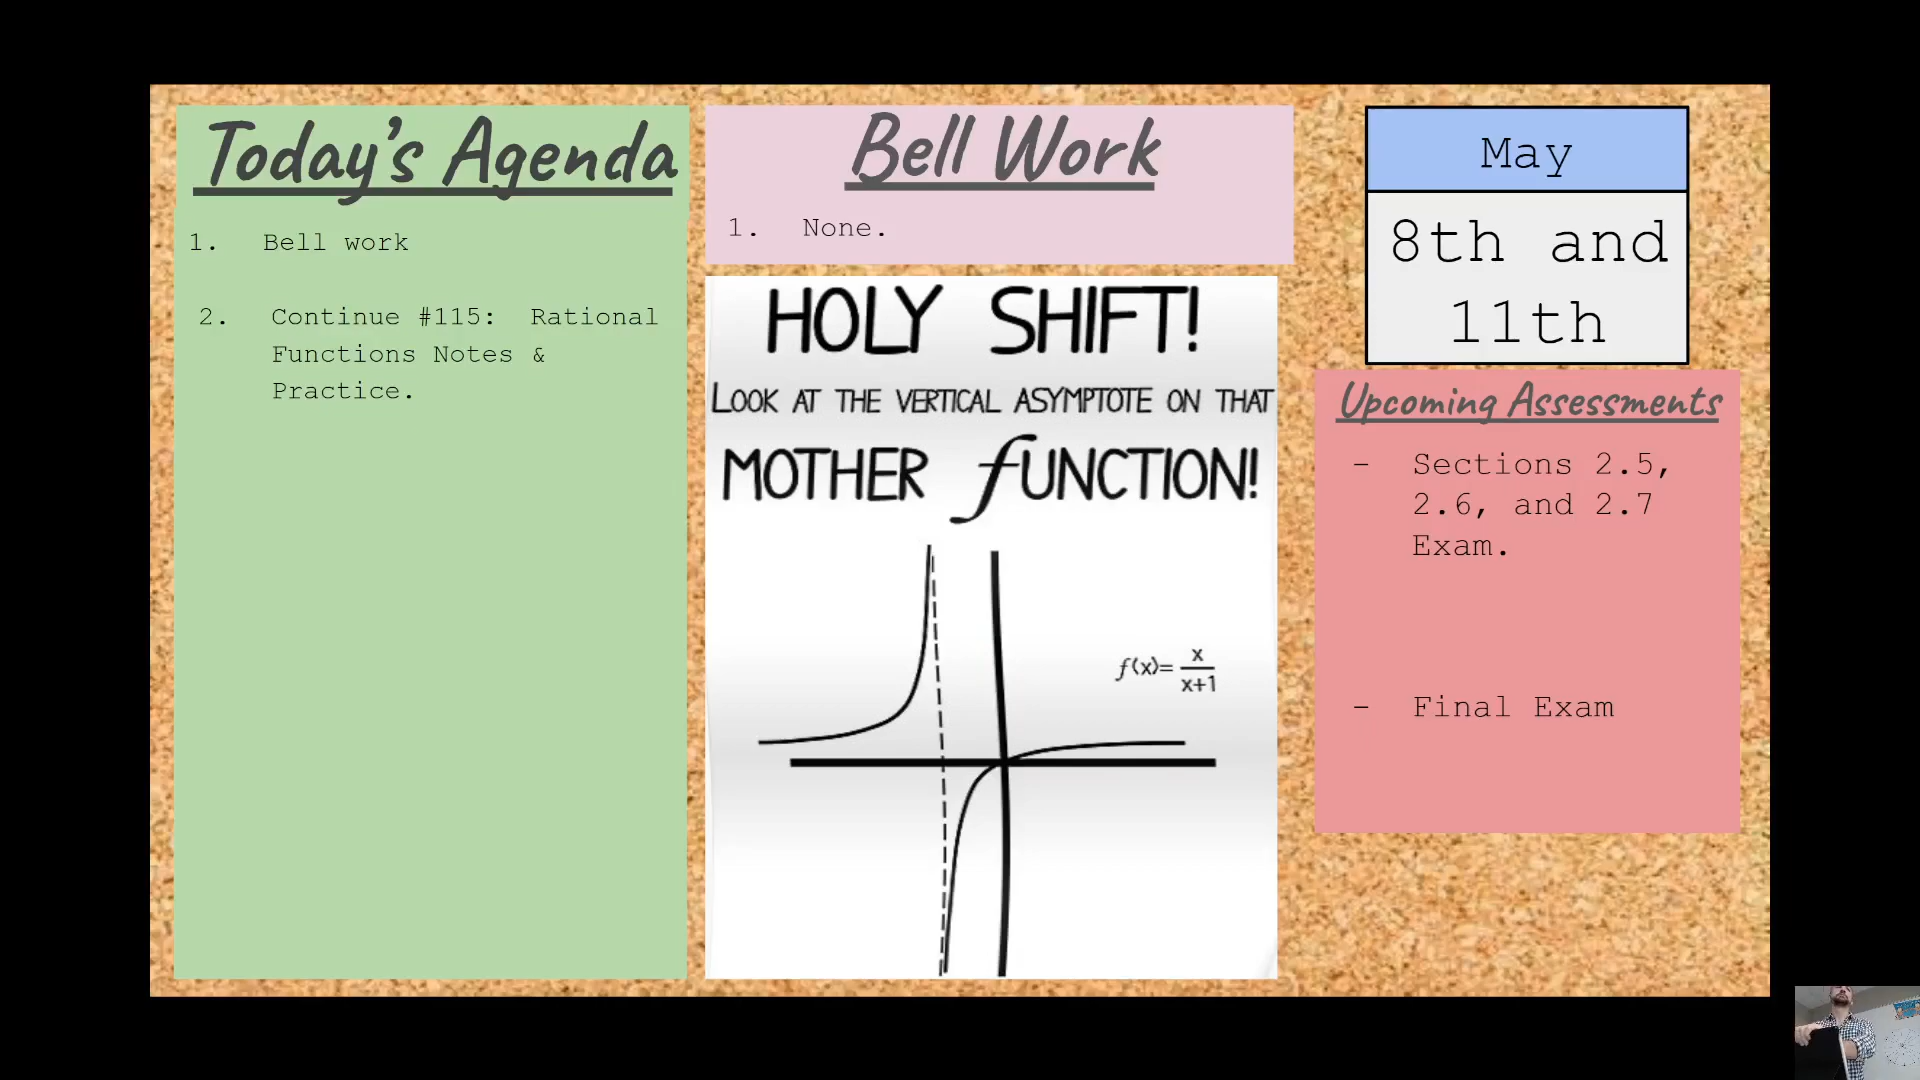 Today's Agenda
1. Bell work
2. Continue #115: Rational
Functions Notes &
Practice.
Bell Work
1. None.
HOLY SHIFT!
LOOK AT THE VERTICAL ASYMPTOTE ON THAT
MOTHER fUNCTION!
f(x)= x
x+1
May
8th and
11th
Upcoming Assessments
- Sections 2.5,
2.6, and 2.7
Exam.
- Final Exam